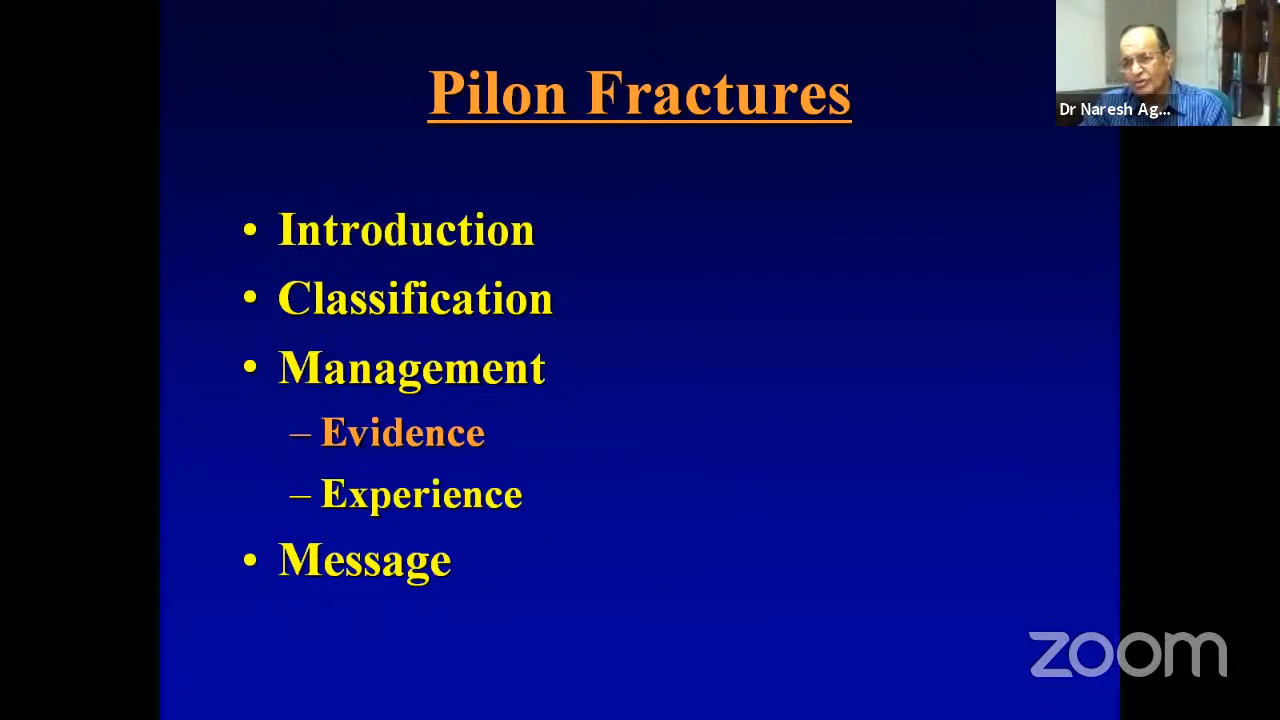 Pilon Fractures
Dr Naresh Ag...
• Introduction
• Classification
• Management
– Evidence
– Experience
• Message
zoom